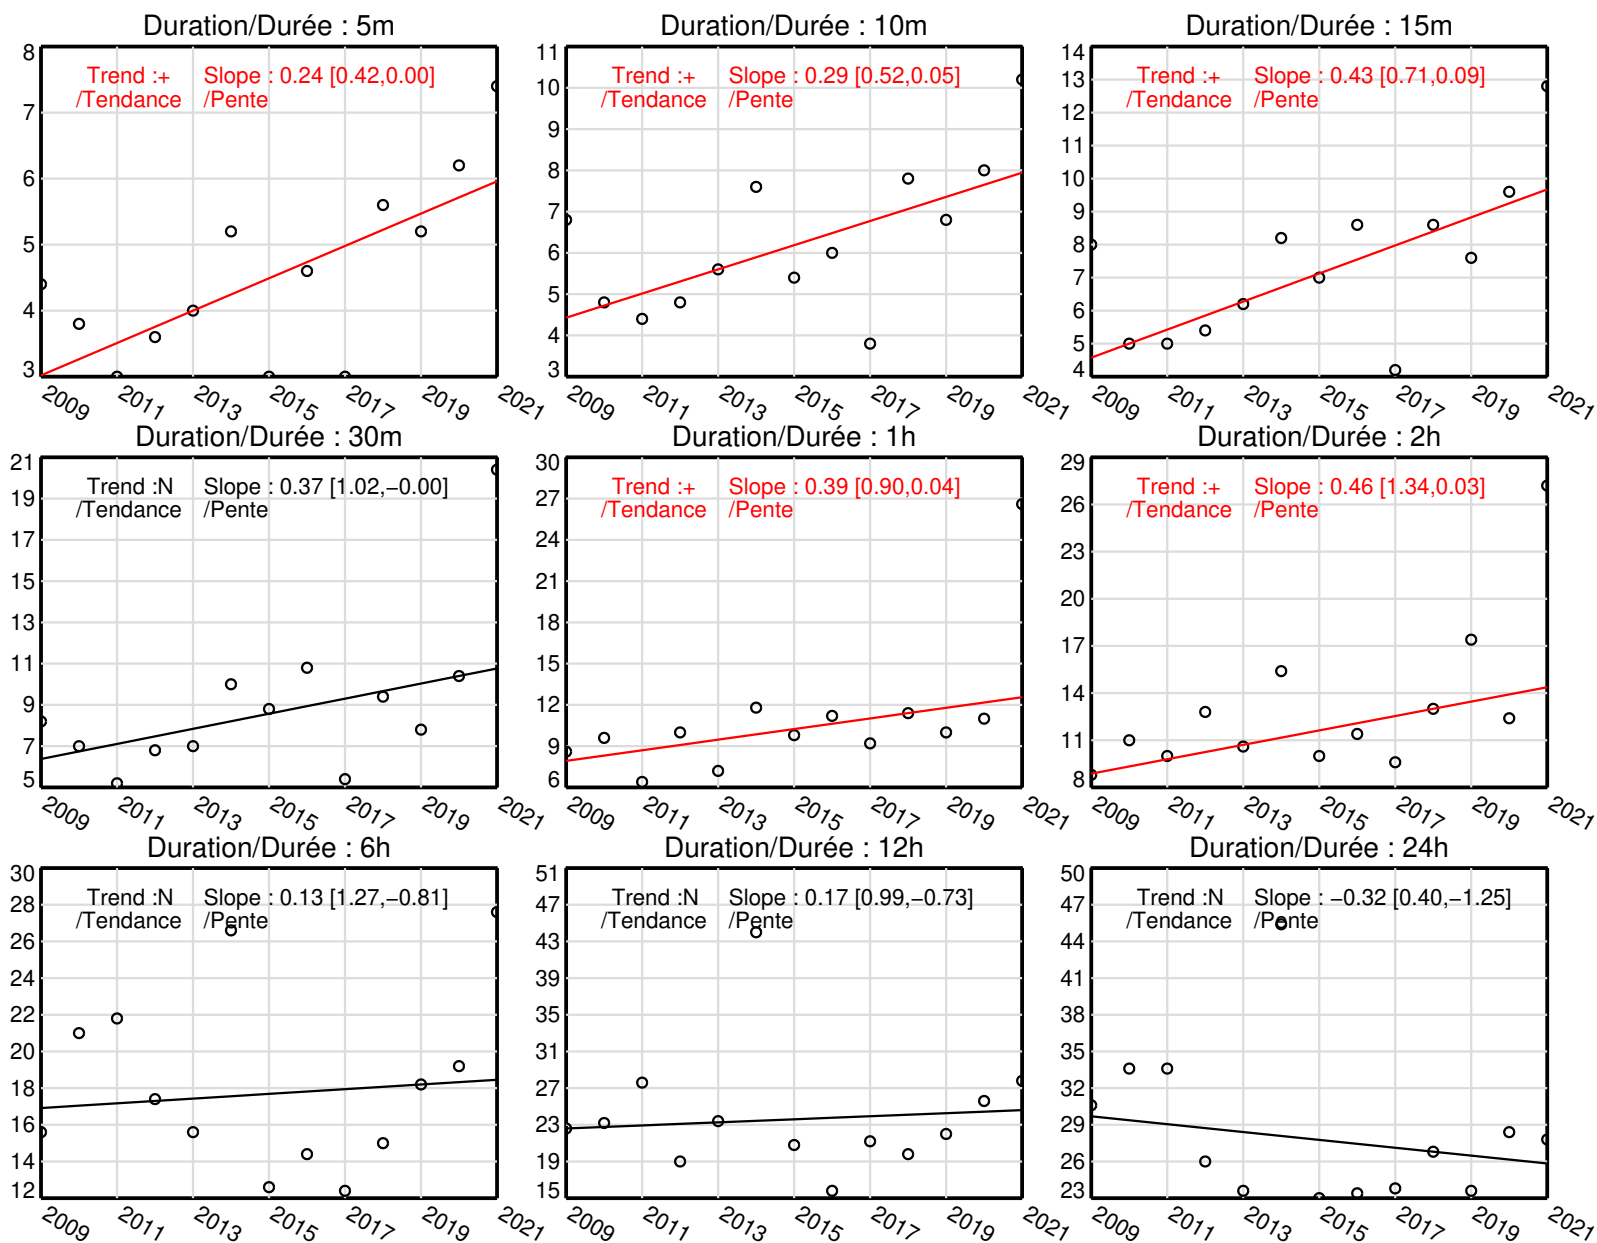 Duration/Durée : 5m
Trend :+ Slope : 0.24 [0.42,0.00]
/Tendance /Pente
8
7
6
5
4
3
2009 2011 2013 2015 2017 2019 2021
Duration/Durée : 10m
Trend :+ Slope : 0.29 [0.52,0.05]
/Tendance /Pente
11
10
9
8
7
6
5
4
3
2009 2011 2013 2015 2017 2019 2021
Duration/Durée : 15m
Trend :+ Slope : 0.43 [0.71,0.09]
/Tendance /Pente
14
13
12
11
10
9
8
7
6
5
4
2009 2011 2013 2015 2017 2019 2021
Duration/Durée : 30m
Trend :N Slope : 0.37 [1.02,−0.00]
/Tendance /Pente
21
19
17
15
13
11
9
7
5
2009 2011 2013 2015 2017 2019 2021
Duration/Durée : 1h
Trend :+ Slope : 0.39 [0.90,0.04]
/Tendance /Pente
30
27
24
21
18
15
12
9
6
2009 2011 2013 2015 2017 2019 2021
Duration/Durée : 2h
Trend :+ Slope : 0.46 [1.34,0.03]
/Tendance /Pente
29
26
23
20
17
14
11
8
2009 2011 2013 2015 2017 2019 2021
Duration/Durée : 6h
Trend :N Slope : 0.13 [1.27,−0.81]
/Tendance /Pente
30
28
26
24
22
20
18
16
14
12
2009 2011 2013 2015 2017 2019 2021
Duration/Durée : 12h
Trend :N Slope : 0.17 [0.99,−0.73]
/Tendance /Pente
51
47
43
39
35
31
27
23
19
15
2009 2011 2013 2015 2017 2019 2021
Duration/Durée : 24h
Trend :N Slope : −0.32 [0.40,−1.25]
/Tendance /Pente
50
47
44
41
38
35
32
29
26
23
2009 2011 2013 2015 2017 2019 2021